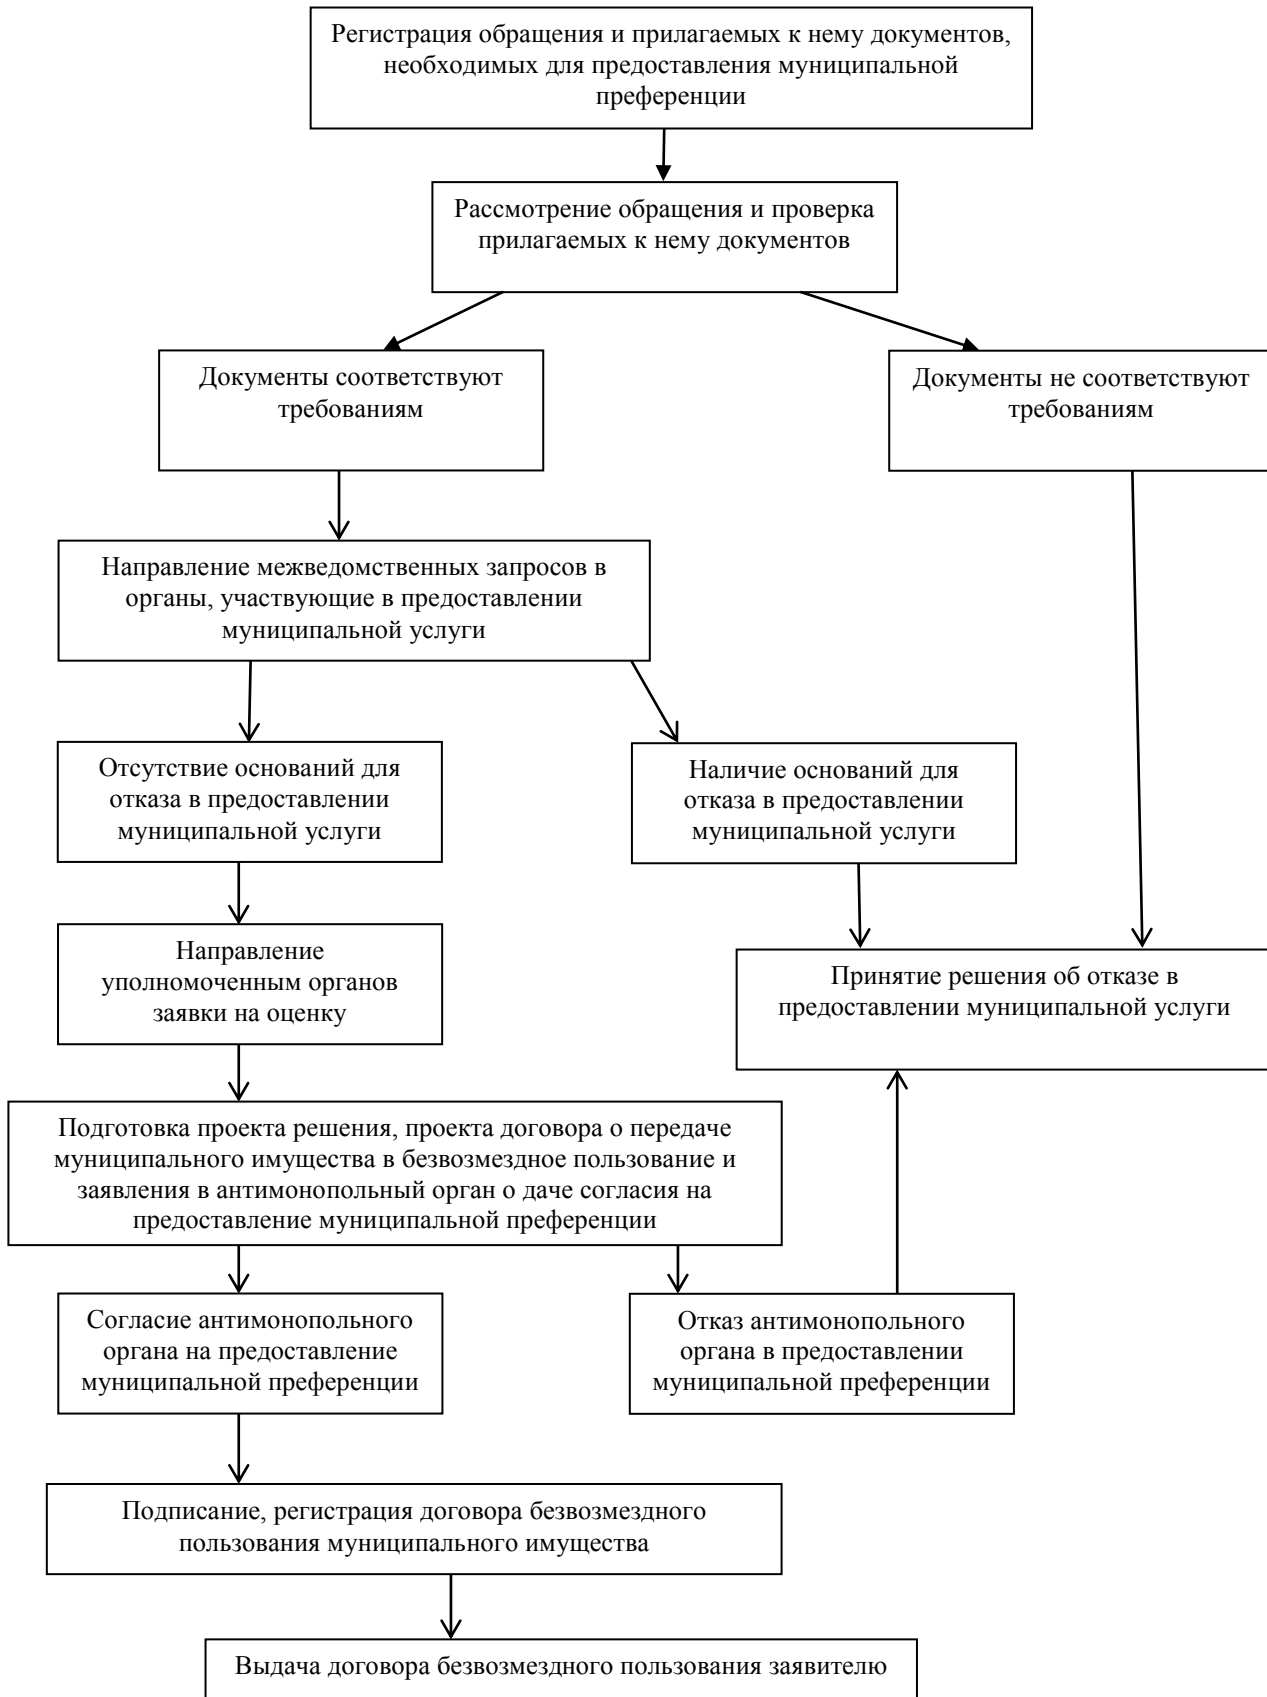 Регистрация обращения и прилагаемых к нему документов,
необходимых для предоставления муниципальной
преференции
Рассмотрение обращения и проверка
прилагаемых к нему документов
Документы соответствуют
требованиям
Документы не соответствуют
требованиям
Направление межведомственных запросов в
органы, участвующие в предоставлении
муниципальной услуги
Отсутствие оснований для
отказа в предоставлении
муниципальной услуги
Наличие оснований для
отказа в предоставлении
муниципальной услуги
Направление
уполномоченным органов
заявки на оценку
Принятие решения об отказе в
предоставлении муниципальной услуги
Подготовка проекта решения, проекта договора о передаче
муниципального имущества в безвозмездное пользование и
заявления в антимонопольный орган о даче согласия на
предоставление муниципальной преференции
Согласие антимонопольного
органа на предоставление
муниципальной преференции
Отказ антимонопольного
органа в предоставлении
муниципальной преференции
Подписание, регистрация договора безвозмездного
пользования муниципального имущества
Выдача договора безвозмездного пользования заявителю